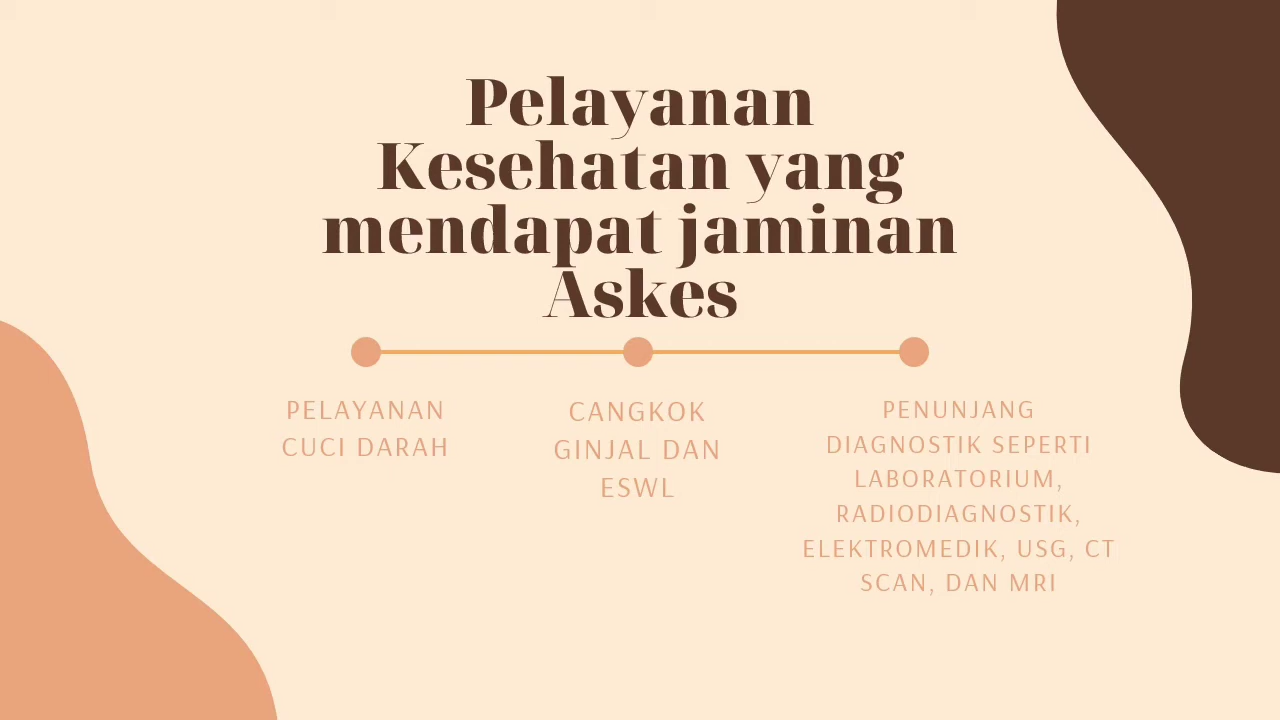 Pelayanan
Kesehatan yang
mendapat jaminan
Askes
PELAYANAN
CUCI DARAH
CANGKOK
GINJAL DAN
ESWL
PENUNJANG
DIAGNOSTIK SEPERTI
LABORATORIUM,
RADIODIAGNOSTIK,
ELEKTROMEDIK, USG, CT
SCAN, DAN MRI